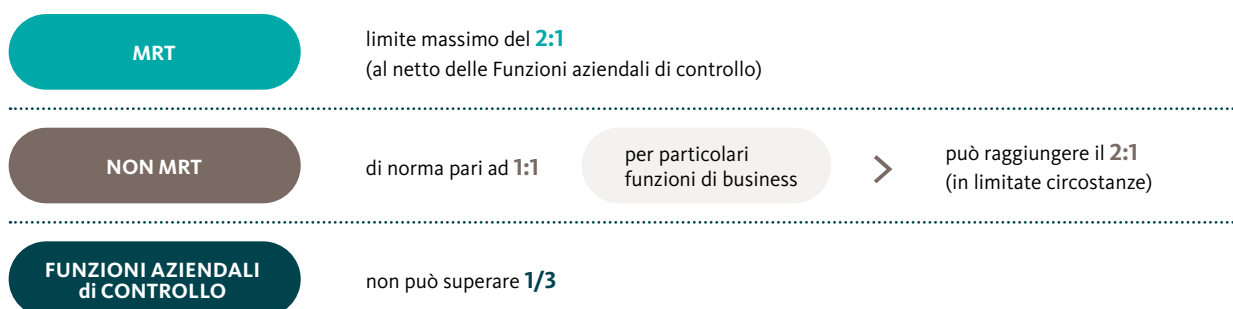 MRT
limite massimo del 2:1
(al netto delle Funzioni aziendali di controllo)
NON MRT
di norma pari ad 1:1
per particolari
funzioni di business
>
può raggiungere il 2:1
(in limitate circostanze)
FUNZIONI AZIENDALI
di CONTROLLO
non può superare 1/3